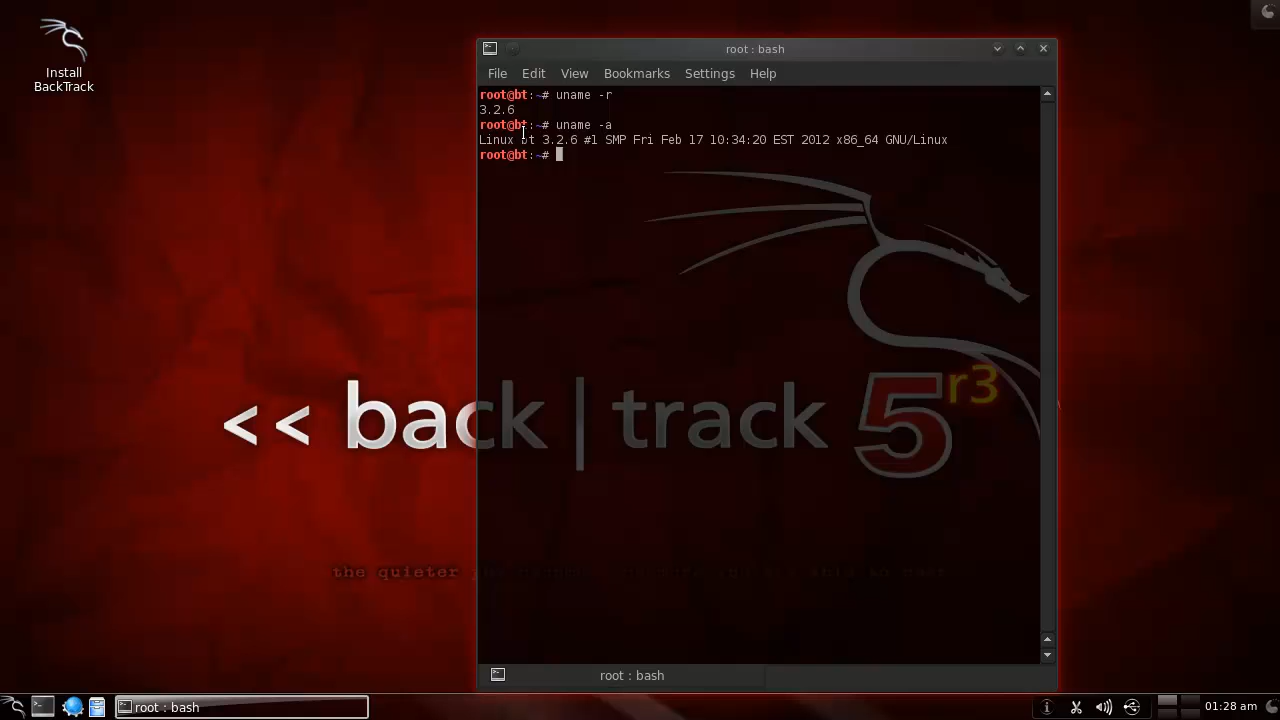 Install
BackTrack
root : bash
File Edit View Bookmarks Settings Help
root@bt:~# uname -r
3.2.6
root@bt:~# uname -a
Linux bt 3.2.6 #1 SMP Fri Feb 17 10:34:20 EST 2012 x86_64 GNU/Linux
root@bt:~#
<< back | track 5 r3
the quieter
root : bash
root : bash
01:28 am